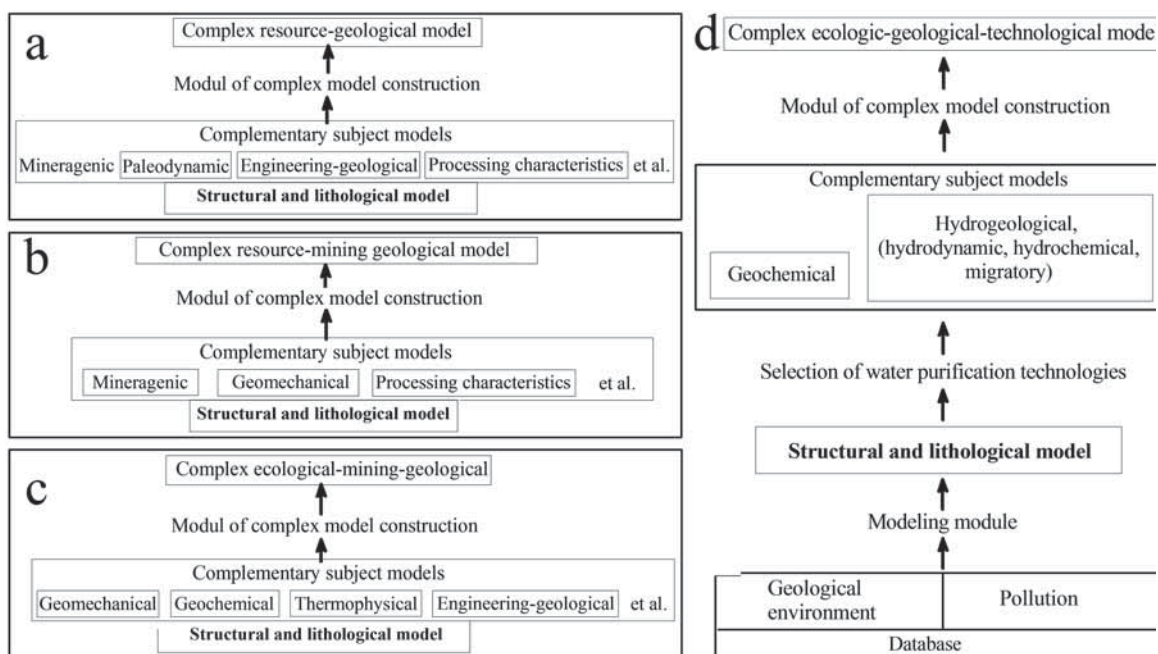 a
Complex resource-geological model
Modul of complex model construction
Complementary subject models
Mineragenic Paleodynamic Engineering-geological Processing characteristics et al.
Structural and lithological model
b
Complex resource-mining geological model
Modul of complex model construction
Complementary subject models
Mineragenic Geomechanical Processing characteristics et al.
Structural and lithological model
c
Complex ecological-mining-geological
Modul of complex model construction
Complementary subject models
Geomechanical Geochemical Thermophysical Engineering-geological et al.
Structural and lithological model
d
Complex ecologic-geological-technological model
Modul of complex model construction
Complementary subject models
Geochemical
Hydrogeological,
(hydrodynamic, hydrochemical,
migratory)
Selection of water purification technologies
Structural and lithological model
Modeling module
Geological
environment
Pollution
Database